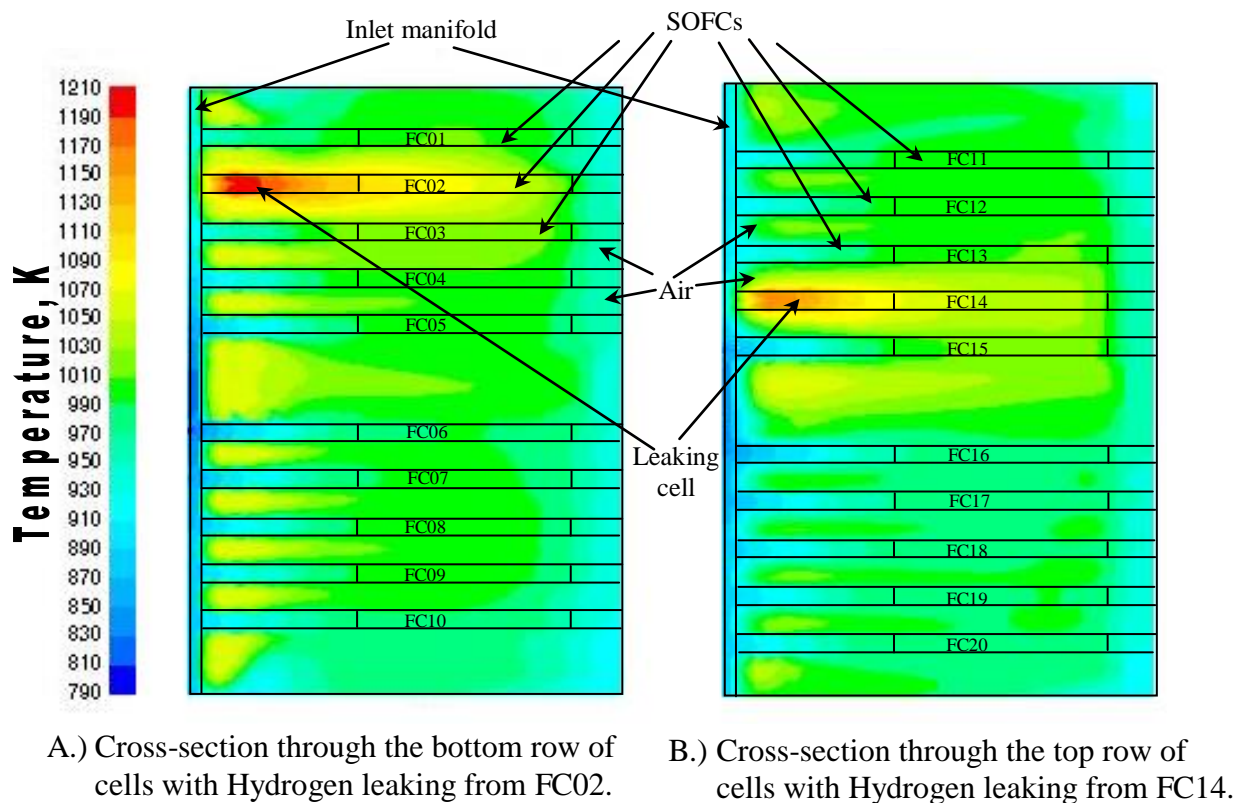 Inlet manifold
SOFCs
Temperature, K
1210
1190
1170
1150
1130
1110
1090
1070
1050
1030
1010
990
970
950
930
910
890
870
850
830
810
790
FC01
FC02
FC03
FC04
FC05
FC06
FC07
FC08
FC09
FC10
Air
Leaking
cell
FC11
FC12
FC13
FC14
FC15
FC16
FC17
FC18
FC19
FC20
A.) Cross-section through the bottom row of
cells with Hydrogen leaking from FC02.
B.) Cross-section through the top row of
cells with Hydrogen leaking from FC14.